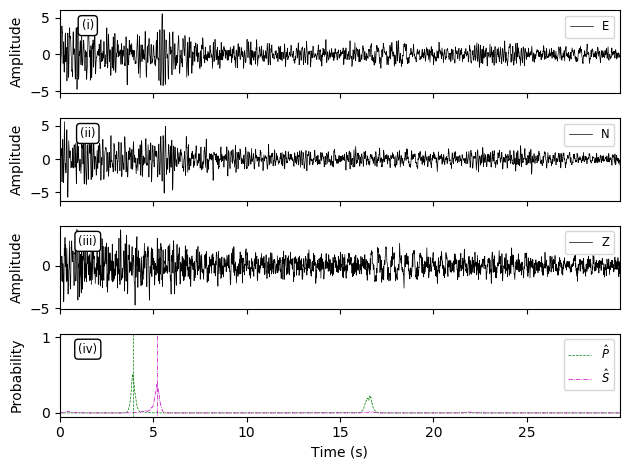 5
0
−5
Amplitude
(i)
E
5
0
−5
Amplitude
(ii)
N
0
−5
Amplitude
(iii)
Z
1
0
Probability
(iv)
P̂
Ŝ
0 5 10 15 20 25
Time (s)